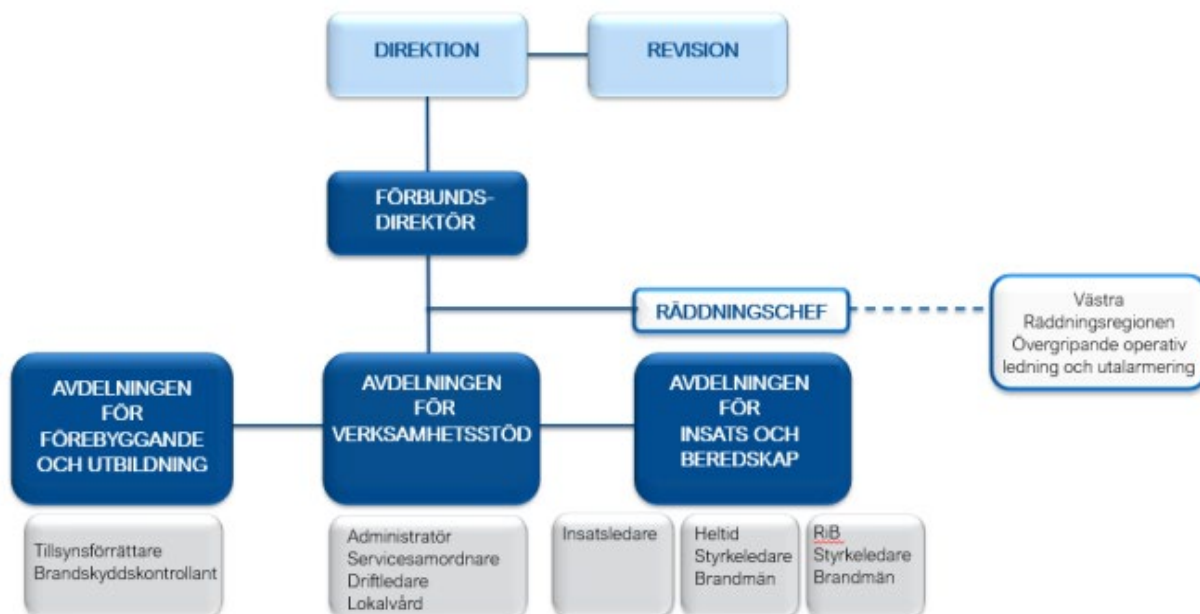 DIREKTION
REVISION
FÖRBUNDS-
DIREKTÖR
RÄDDNINGSCHEF
Västra
Räddningsregionen
Övergripande operativ
ledning och utalarmering
AVDELNINGEN
FÖR
FÖREBYGGANDE
OCH UTBILDNING
AVDELNINGEN
FÖR
VERKSAMHETSSTÖD
AVDELNINGEN
FÖR
INSATS OCH
BEREDSKAP
Tillsynsförrättare
Brandskyddskontrollant
Administratör
Servicesamordnare
Driftledare
Lokalvård
Insatsledare
Heltid
Styrkeledare
Brandmän
RiB
Styrkeledare
Brandmän